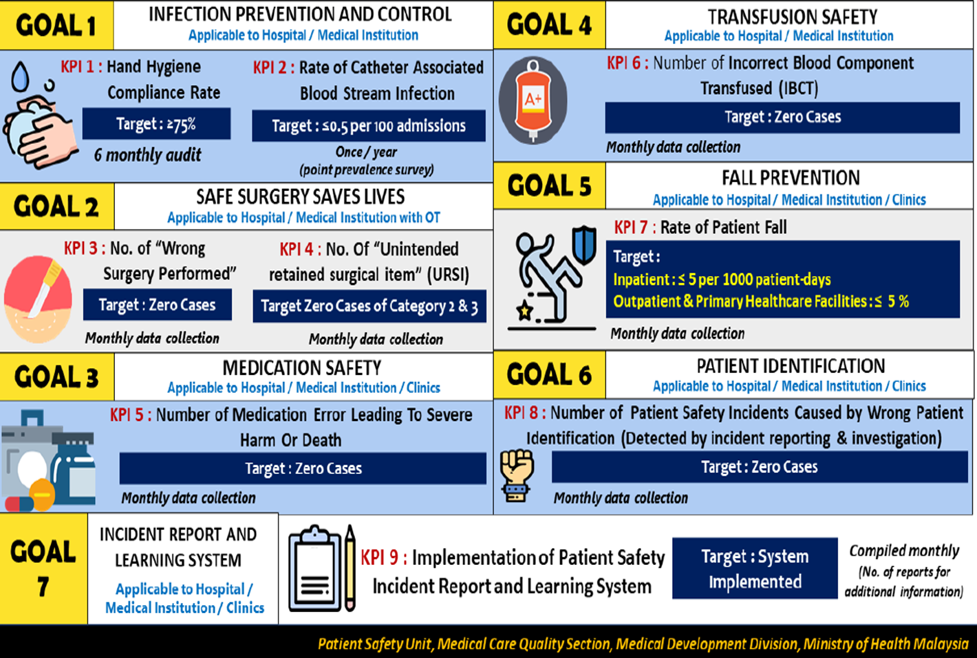 GOAL 1
INFECTION PREVENTION AND CONTROL
Applicable to Hospital / Medical Institution
KPI 1 : Hand Hygiene
Compliance Rate
Target : ≥75%
6 monthly audit
KPI 2 : Rate of Catheter Associated
Blood Stream Infection
Target : ≤0.5 per 100 admissions
Once / year
(point prevalence survey)
GOAL 2
SAFE SURGERY SAVES LIVES
Applicable to Hospital / Medical Institution with OT
KPI 3 : No. of “Wrong
Surgery Performed”
Target : Zero Cases
Monthly data collection
KPI 4 : No. Of “Unintended
retained surgical item” (URSI)
Target Zero Cases of Category 2 & 3
Monthly data collection
GOAL 3
MEDICATION SAFETY
Applicable to Hospital / Medical Institution / Clinics
KPI 5 : Number of Medication Error Leading To Severe
Harm Or Death
Target : Zero Cases
Monthly data collection
GOAL 4
TRANSFUSION SAFETY
Applicable to Hospital / Medical Institution
A+
KPI 6 : Number of Incorrect Blood Component
Transfused (IBCT)
Target : Zero Cases
Monthly data collection
GOAL 5
FALL PREVENTION
Applicable to Hospital / Medical Institution / Clinics
KPI 7 : Rate of Patient Fall
Target :
Inpatient : ≤ 5 per 1000 patient-days
Outpatient & Primary Healthcare Facilities : ≤ 5 %
Monthly data collection
GOAL 6
PATIENT IDENTIFICATION
Applicable to Hospital / Medical Institution / Clinics
KPI 8 : Number of Patient Safety Incidents Caused by Wrong Patient
Identification (Detected by incident reporting & investigation)
Target : Zero Cases
Monthly data collection
GOAL
7
INCIDENT REPORT AND
LEARNING SYSTEM
Applicable to Hospital /
Medical Institution / Clinics
KPI 9 : Implementation of Patient Safety
Incident Report and Learning System
Target : System
Implemented
Compiled monthly
(No. of reports for
additional information)
Patient Safety Unit, Medical Care Quality Section, Medical Development Division, Ministry of Health Malaysia